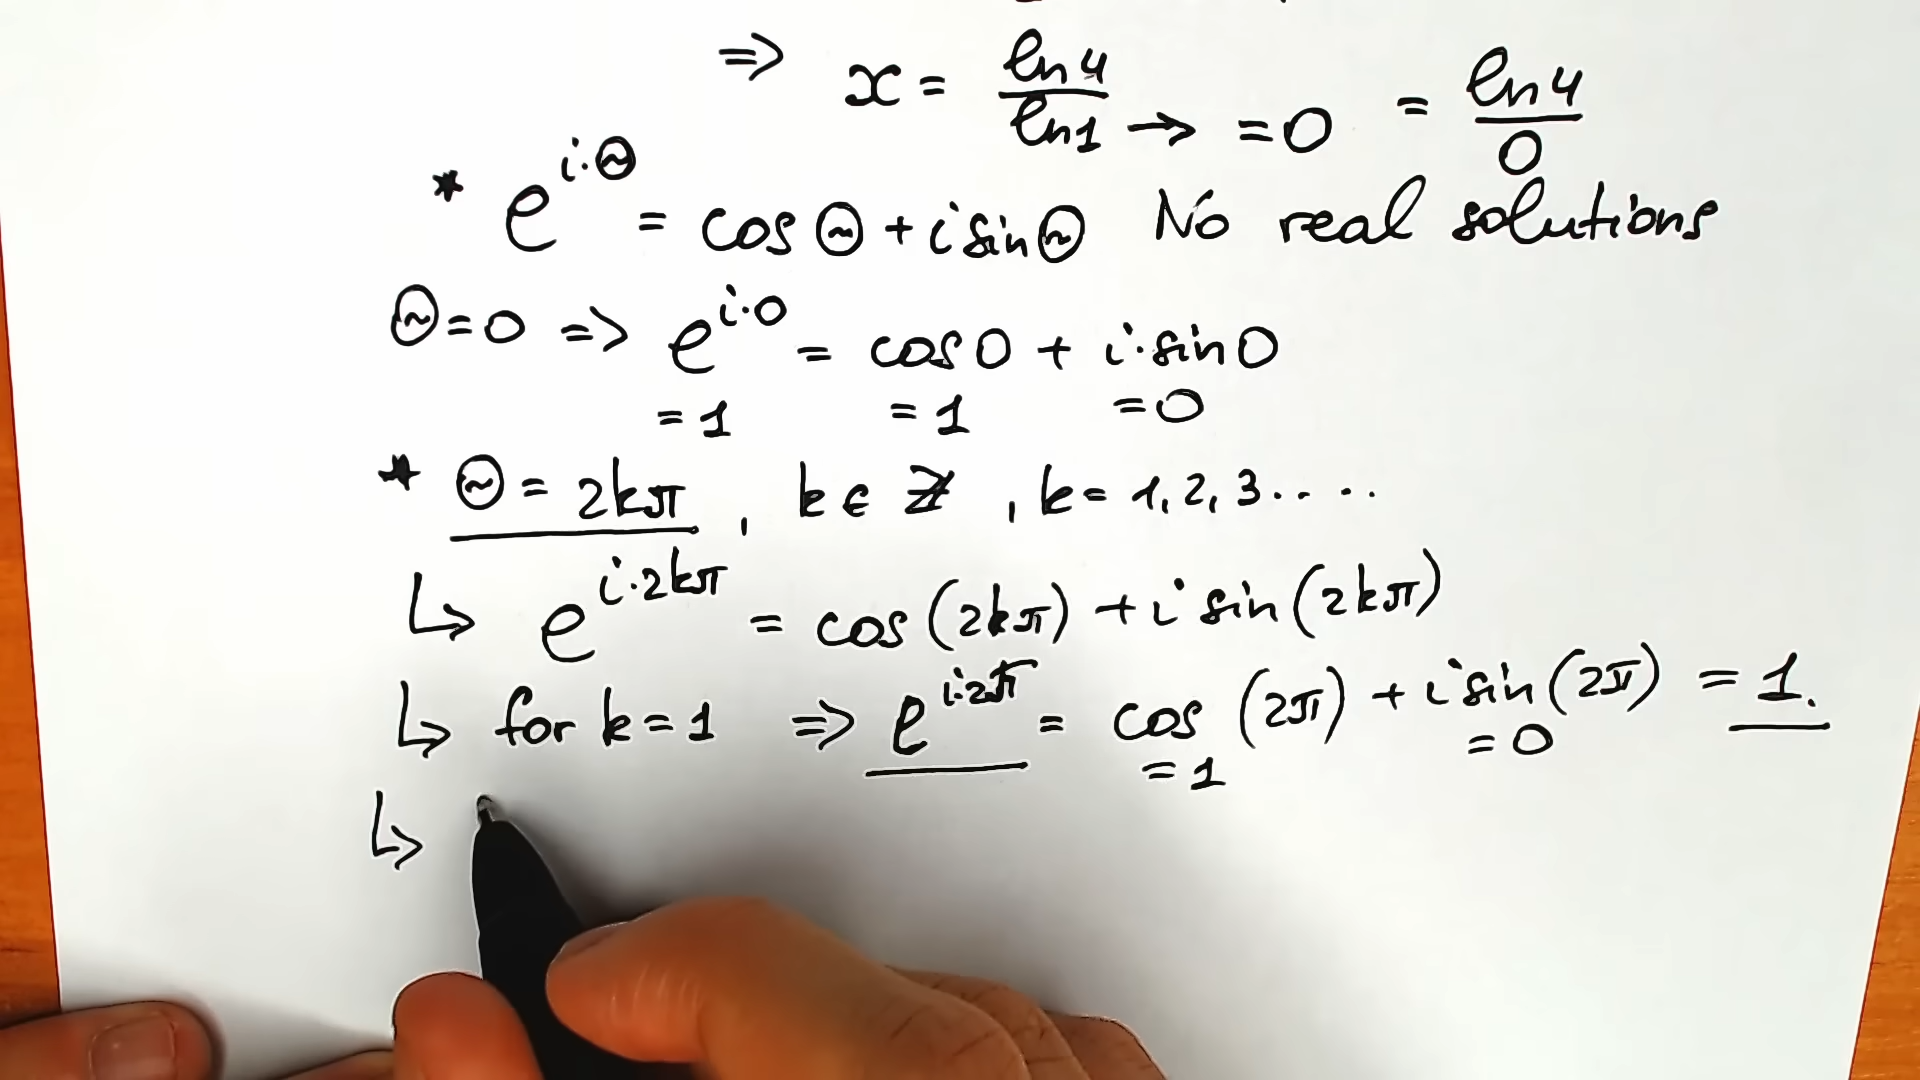 => x = ln4/ln1 → =0 = ln4/0
* e^{i·Θ} = cosΘ + i sinΘ No real solutions
Θ=0 => e^{i·0} = cos0 + i·sin0
=1 =1 =0
* Θ = 2kπ , k ∈ ℤ , k= 1, 2, 3.....
↳ e^{i·2kπ} = cos(2kπ) + i sin(2kπ)
↳ for k=1 => e^{i·2π} = cos (2π) + i sin(2π) = 1.
=1 =0
↳